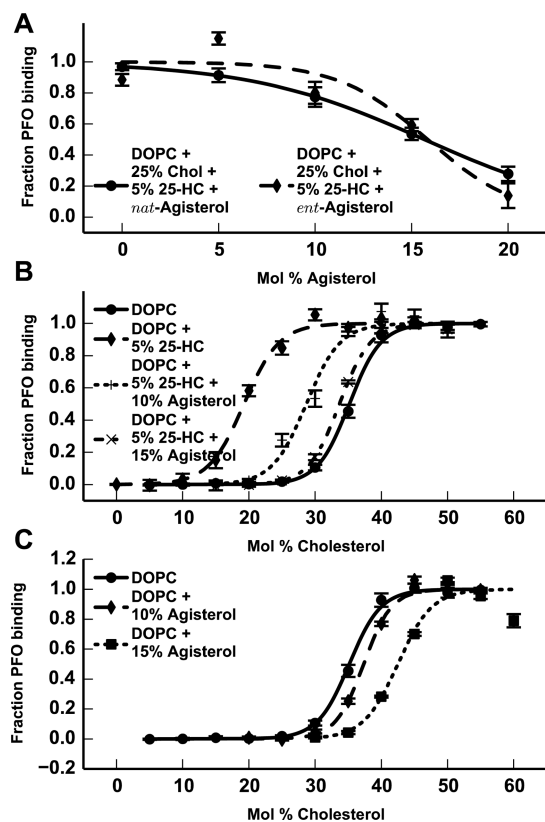 A
Fraction PFO binding
1.0
0.8
0.6
0.4
0.2
0.0
DOPC +
25% Chol +
5% 25-HC +
nat-Agisterol
DOPC +
25% Chol +
5% 25-HC +
ent-Agisterol
0 5 10 15 20
Mol % Agisterol
B
Fraction PFO binding
1.0
0.8
0.6
0.4
0.2
0.0
DOPC
DOPC +
5% 25-HC
DOPC +
5% 25-HC +
10% Agisterol
DOPC +
5% 25-HC +
15% Agisterol
0 10 20 30 40 50 60
Mol % Cholesterol
C
Fraction PFO binding
1.2
1.0
0.8
0.6
0.4
0.2
0.0
−0.2
DOPC
DOPC +
10% Agisterol
DOPC +
15% Agisterol
0 10 20 30 40 50 60
Mol % Cholesterol